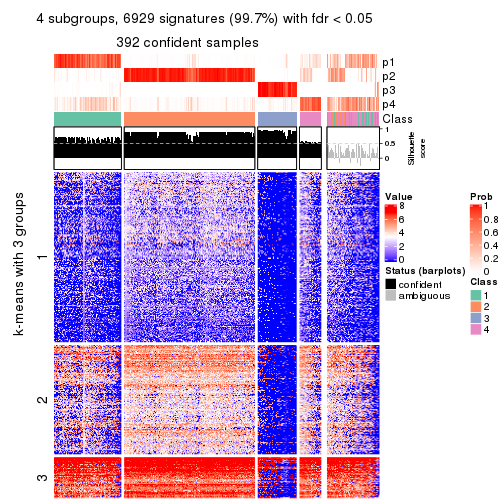 4 subgroups, 6929 signatures (99.7%) with fdr < 0.05
392 confident samples
p1
p2
p3
p4
Class
1
0.5
0
Silhouette
score
k-means with 3 groups
1
2
3
Value
8
6
4
2
0
Status (barplots)
confident
ambiguous
Prob
1
0.8
0.6
0.4
0.2
0
Class
1
2
3
4